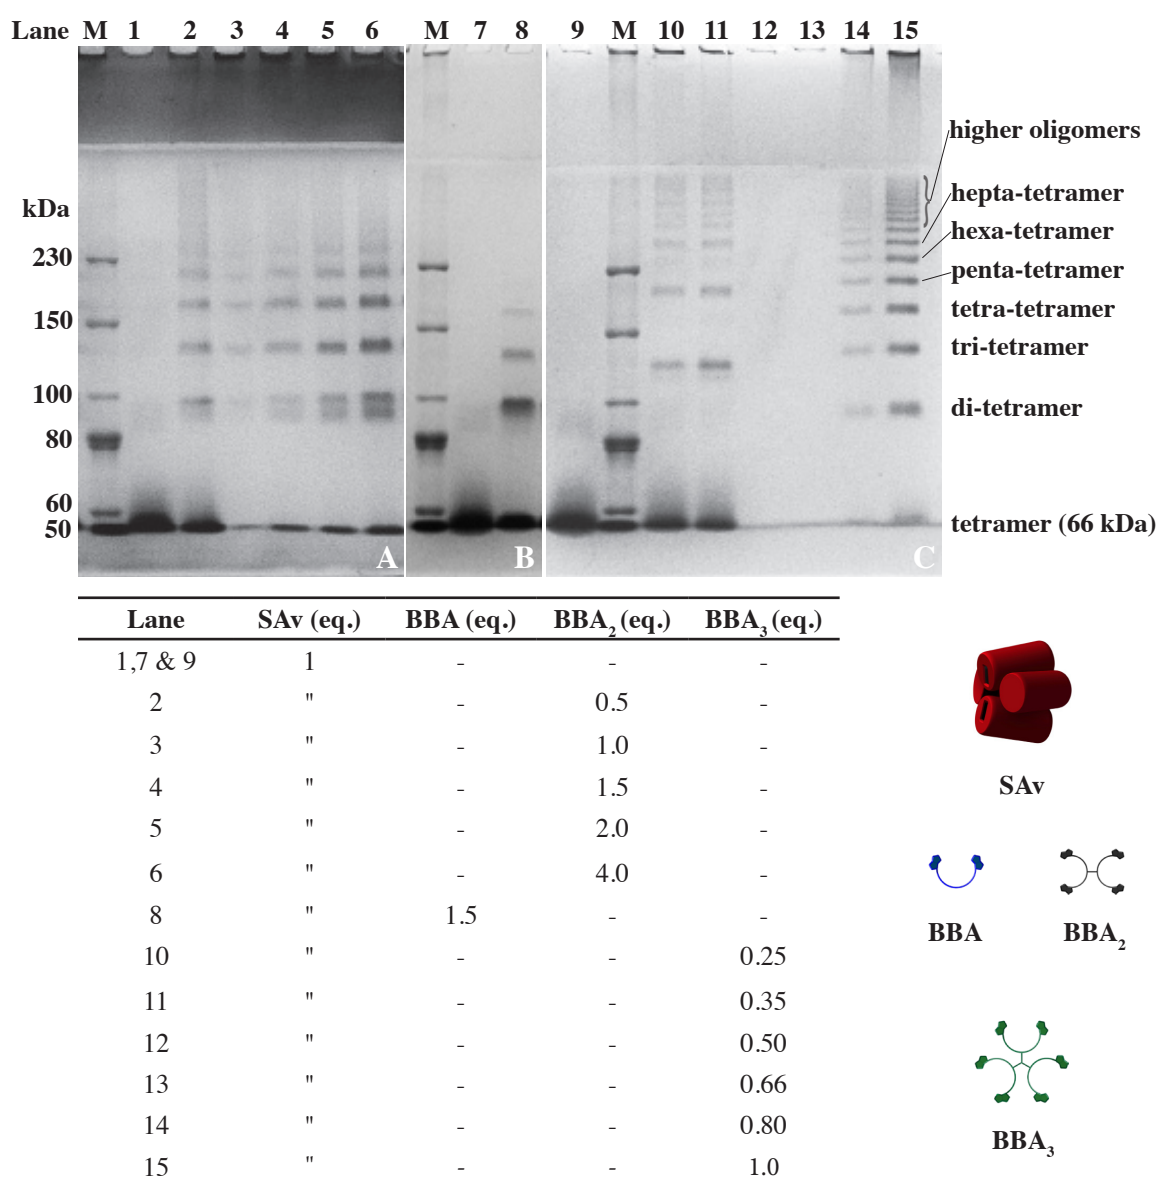 Lane M 1 2 3 4 5 6 M 7 8 9 M 10 11 12 13 14 15
higher oligomers
kDa
hepta-tetramer
hexa-tetramer
230
penta-tetramer
150
tetra-tetramer
tri-tetramer
100
di-tetramer
80
60
50
tetramer (66 kDa)
A B C
Lane SAv (eq.) BBA (eq.) BBA₂ (eq.) BBA₃ (eq.)
1,7 & 9 1 - - -
2 " - 0.5 -
3 " - 1.0 -
4 " - 1.5 -
5 " - 2.0 -
6 " - 4.0 -
8 " 1.5 - -
10 " - - 0.25
11 " - - 0.35
12 " - - 0.50
13 " - - 0.66
14 " - - 0.80
15 " - - 1.0
SAv
BBA BBA₂
BBA₃